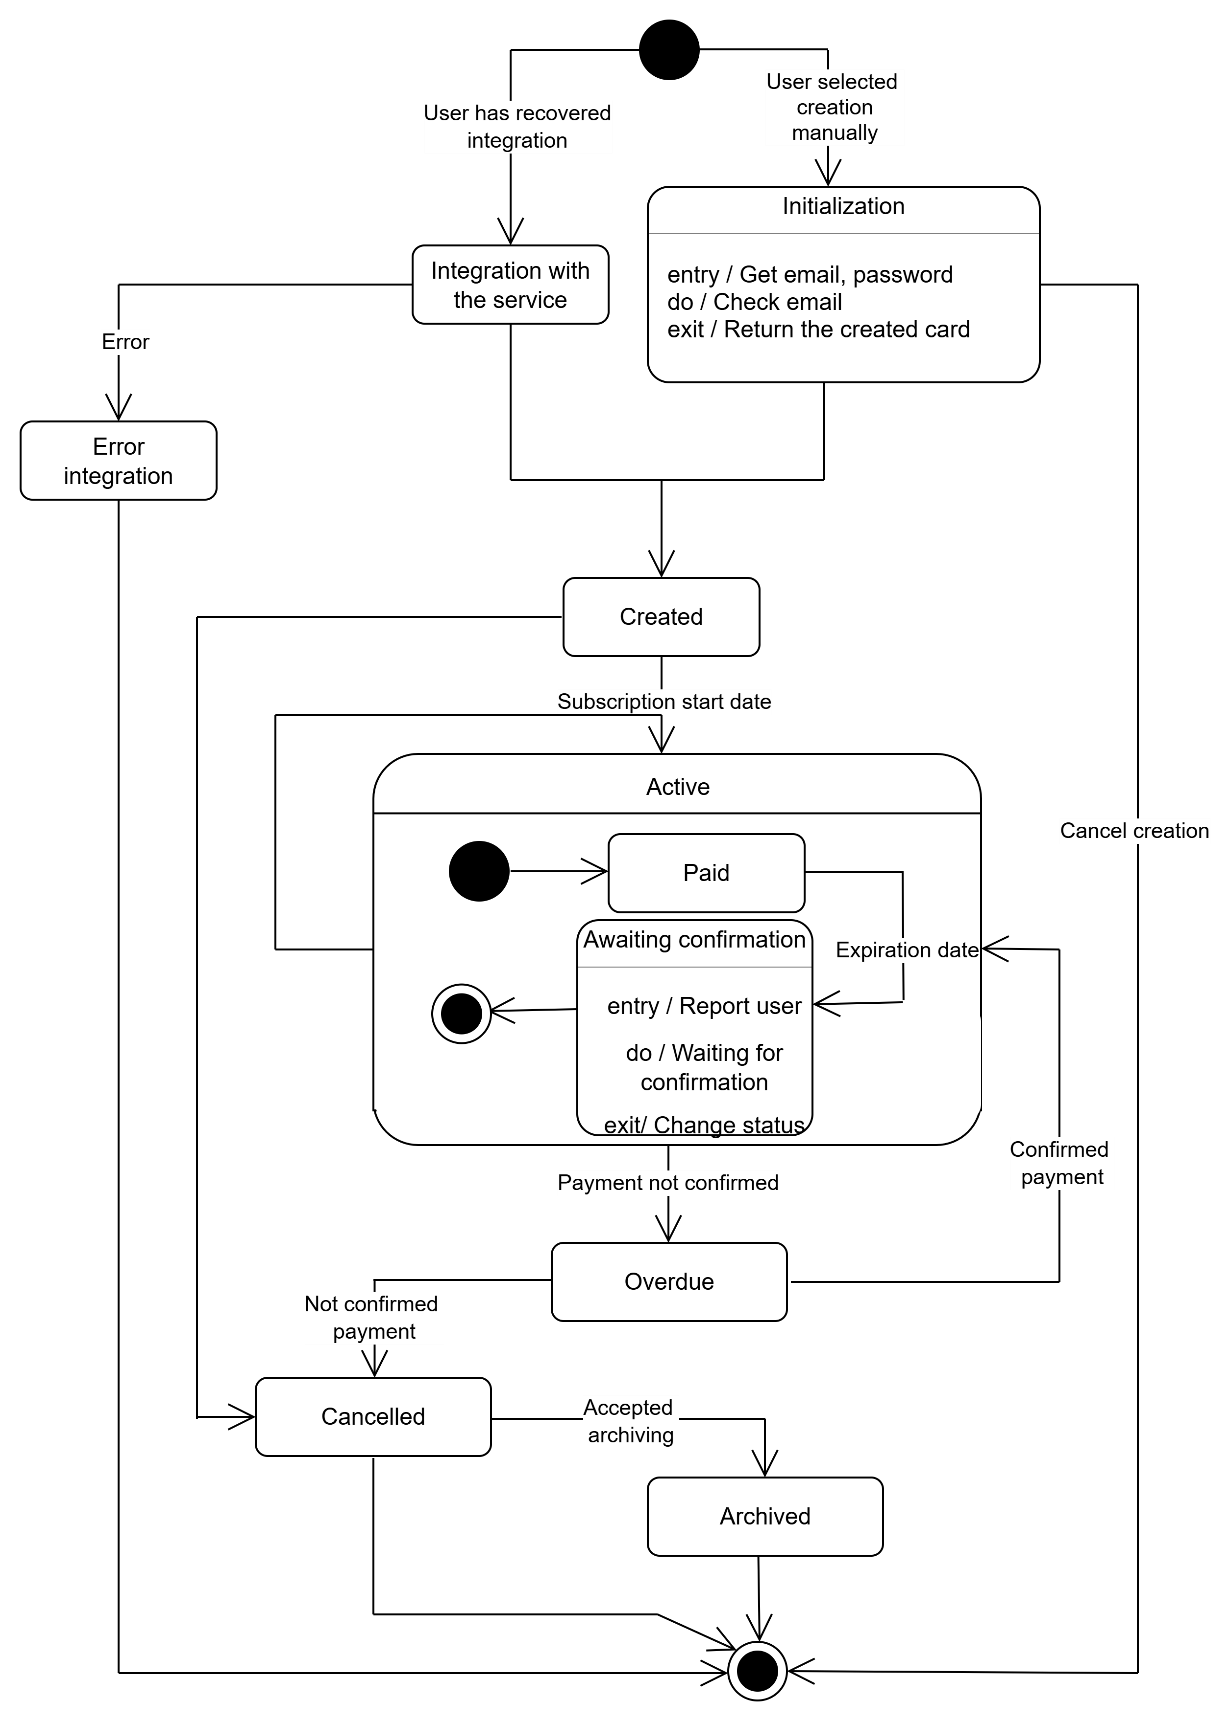 User selected
creation
manually
User has recovered
integration
Initialization
entry / Get email, password
do / Check email
exit / Return the created card
Integration with
the service
Error
Error
integration
Created
Subscription start date
Active
Cancel creation
Paid
Awaiting confirmation
Expiration date
entry / Report user
do / Waiting for
confirmation
exit/ Change status
Confirmed
payment
Payment not confirmed
Overdue
Not confirmed
payment
Cancelled
Accepted
archiving
Archived